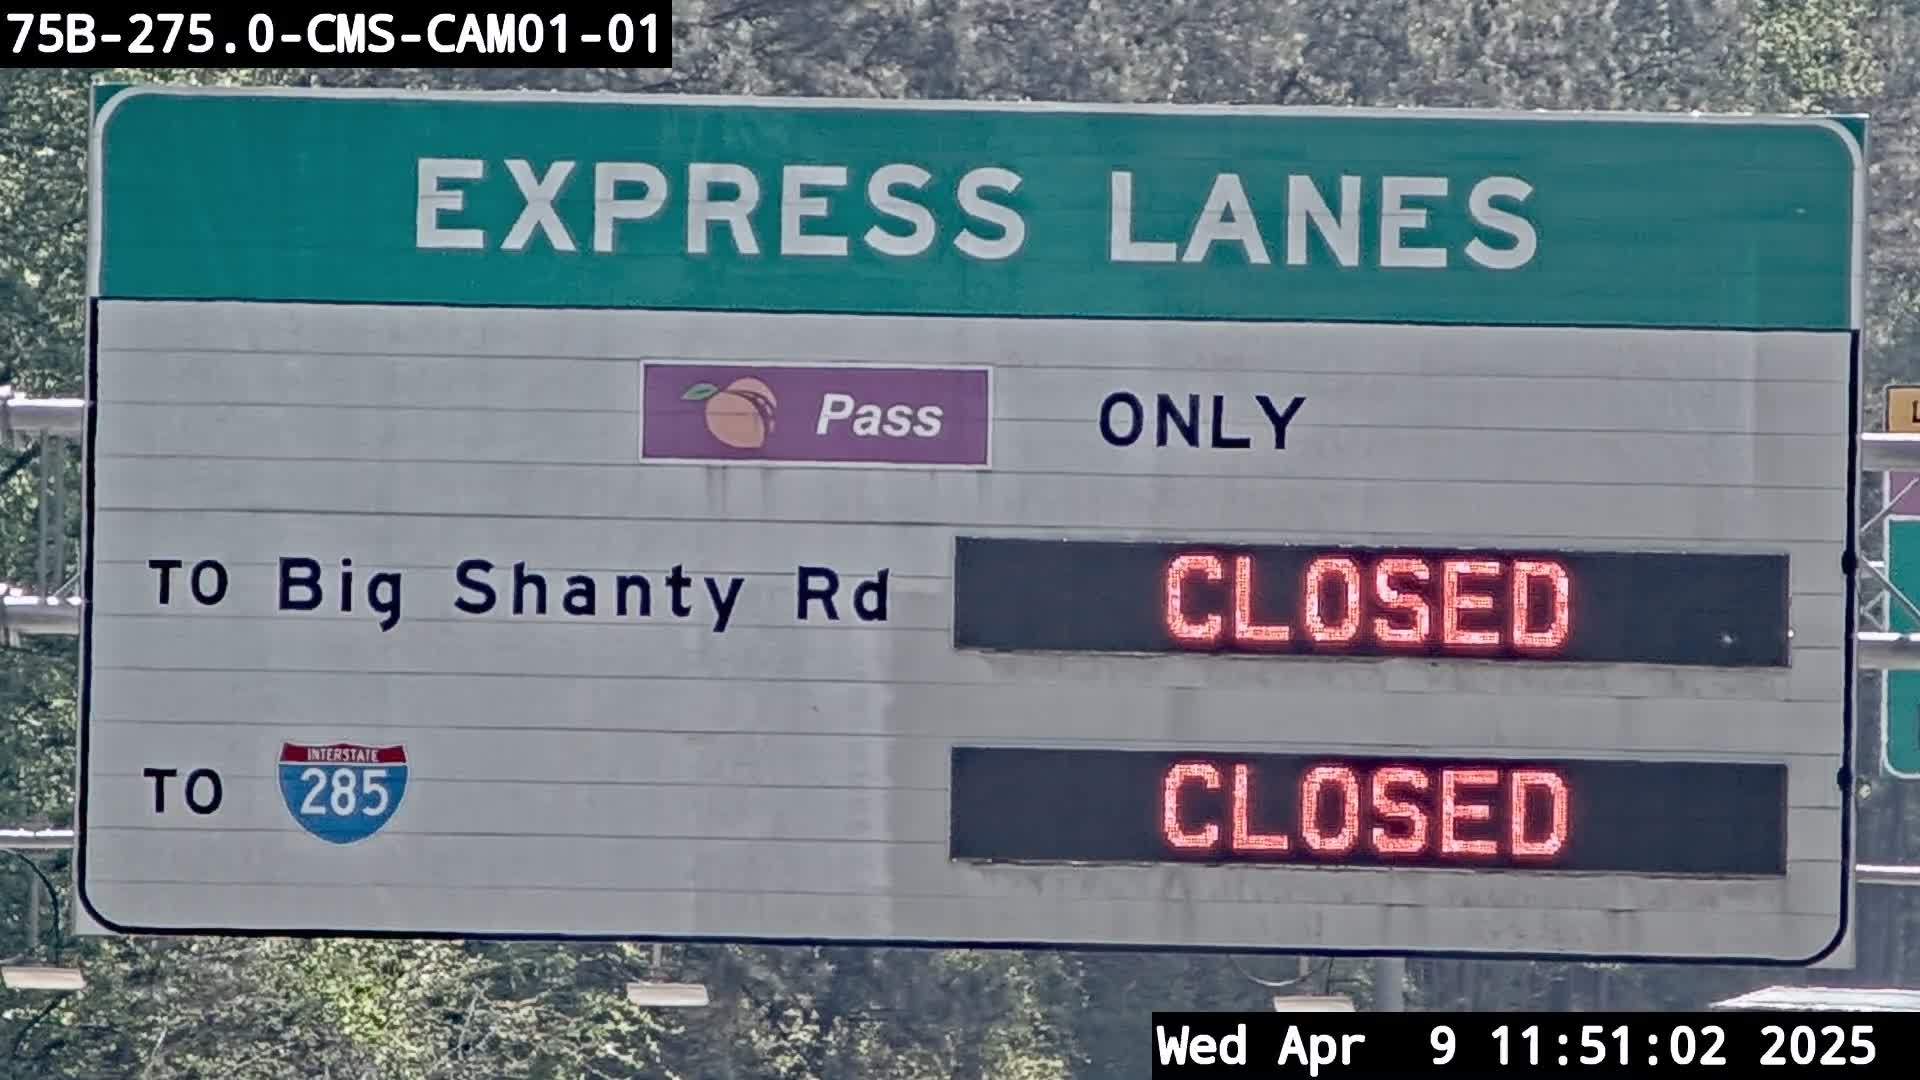 75B-275.0-CMS-CAM01-01
EXPRESS LANES
Pass ONLY
TO Big Shanty Rd CLOSED
TO INTERSTATE 285 CLOSED
Wed Apr 9 11:51:02 2025